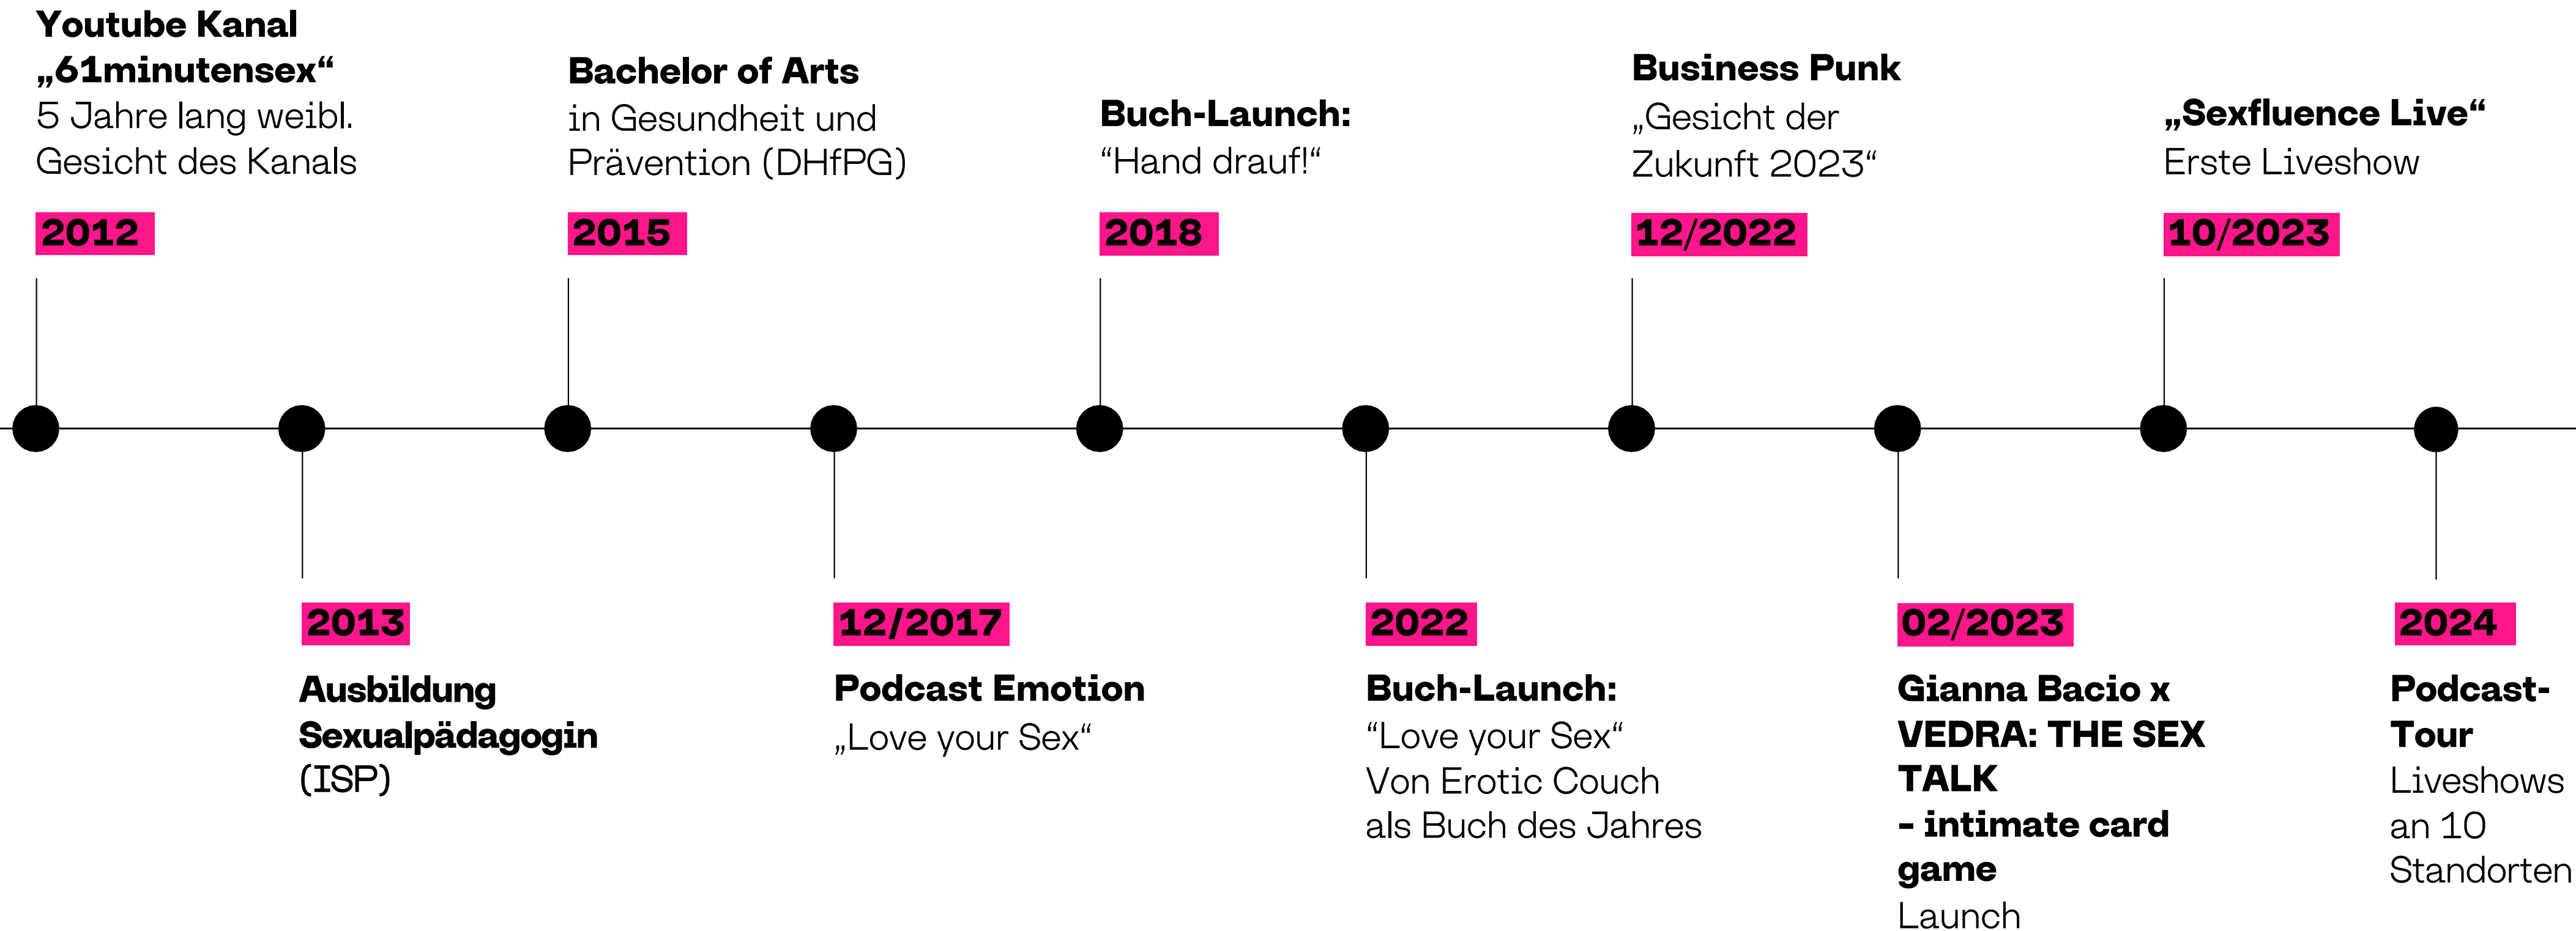 Youtube Kanal
„61minutensex“
5 Jahre lang weibl.
Gesicht des Kanals
2012
Bachelor of Arts
in Gesundheit und
Prävention (DHfPG)
2015
Buch-Launch:
“Hand drauf!“
2018
Business Punk
„Gesicht der
Zukunft 2023“
12/2022
„Sexfluence Live“
Erste Liveshow
10/2023
2013
Ausbildung
Sexualpädagogin
(ISP)
12/2017
Podcast Emotion
„Love your Sex“
2022
Buch-Launch:
“Love your Sex“
Von Erotic Couch
als Buch des Jahres
02/2023
Gianna Bacio x
VEDRA: THE SEX
TALK
- intimate card
game
Launch
2024
Podcast-
Tour
Liveshows
an 10
Standorten